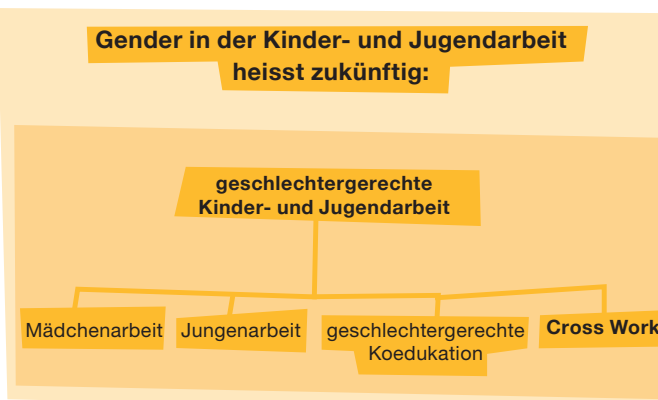 Gender in der Kinder- und Jugendarbeit
heisst zukünftig:
geschlechtergerechte
Kinder- und Jugendarbeit
Mädchenarbeit
Jungenarbeit
geschlechtergerechte
Koedukation
Cross Work